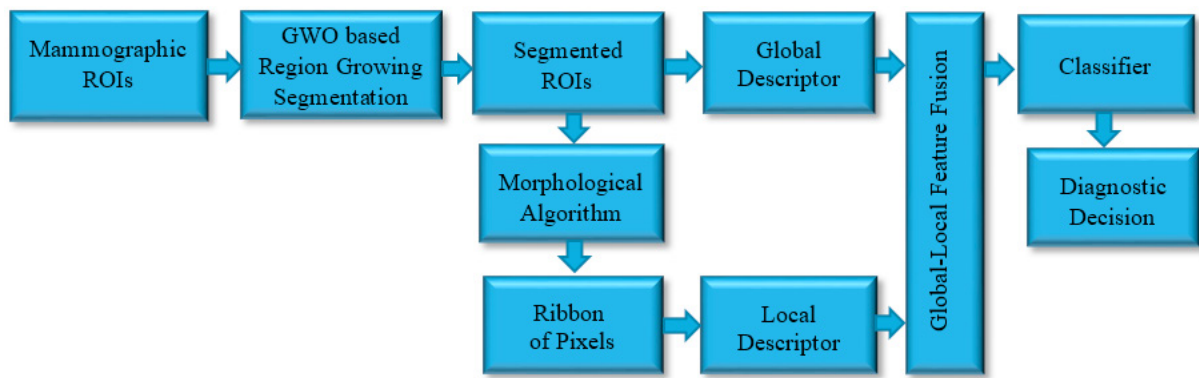 Mammographic
ROIs
GWO based
Region Growing
Segmentation
Segmented
ROIs
Global
Descriptor
Global-Local Feature Fusion
Classifier
Morphological
Algorithm
Diagnostic
Decision
Ribbon
of Pixels
Local
Descriptor